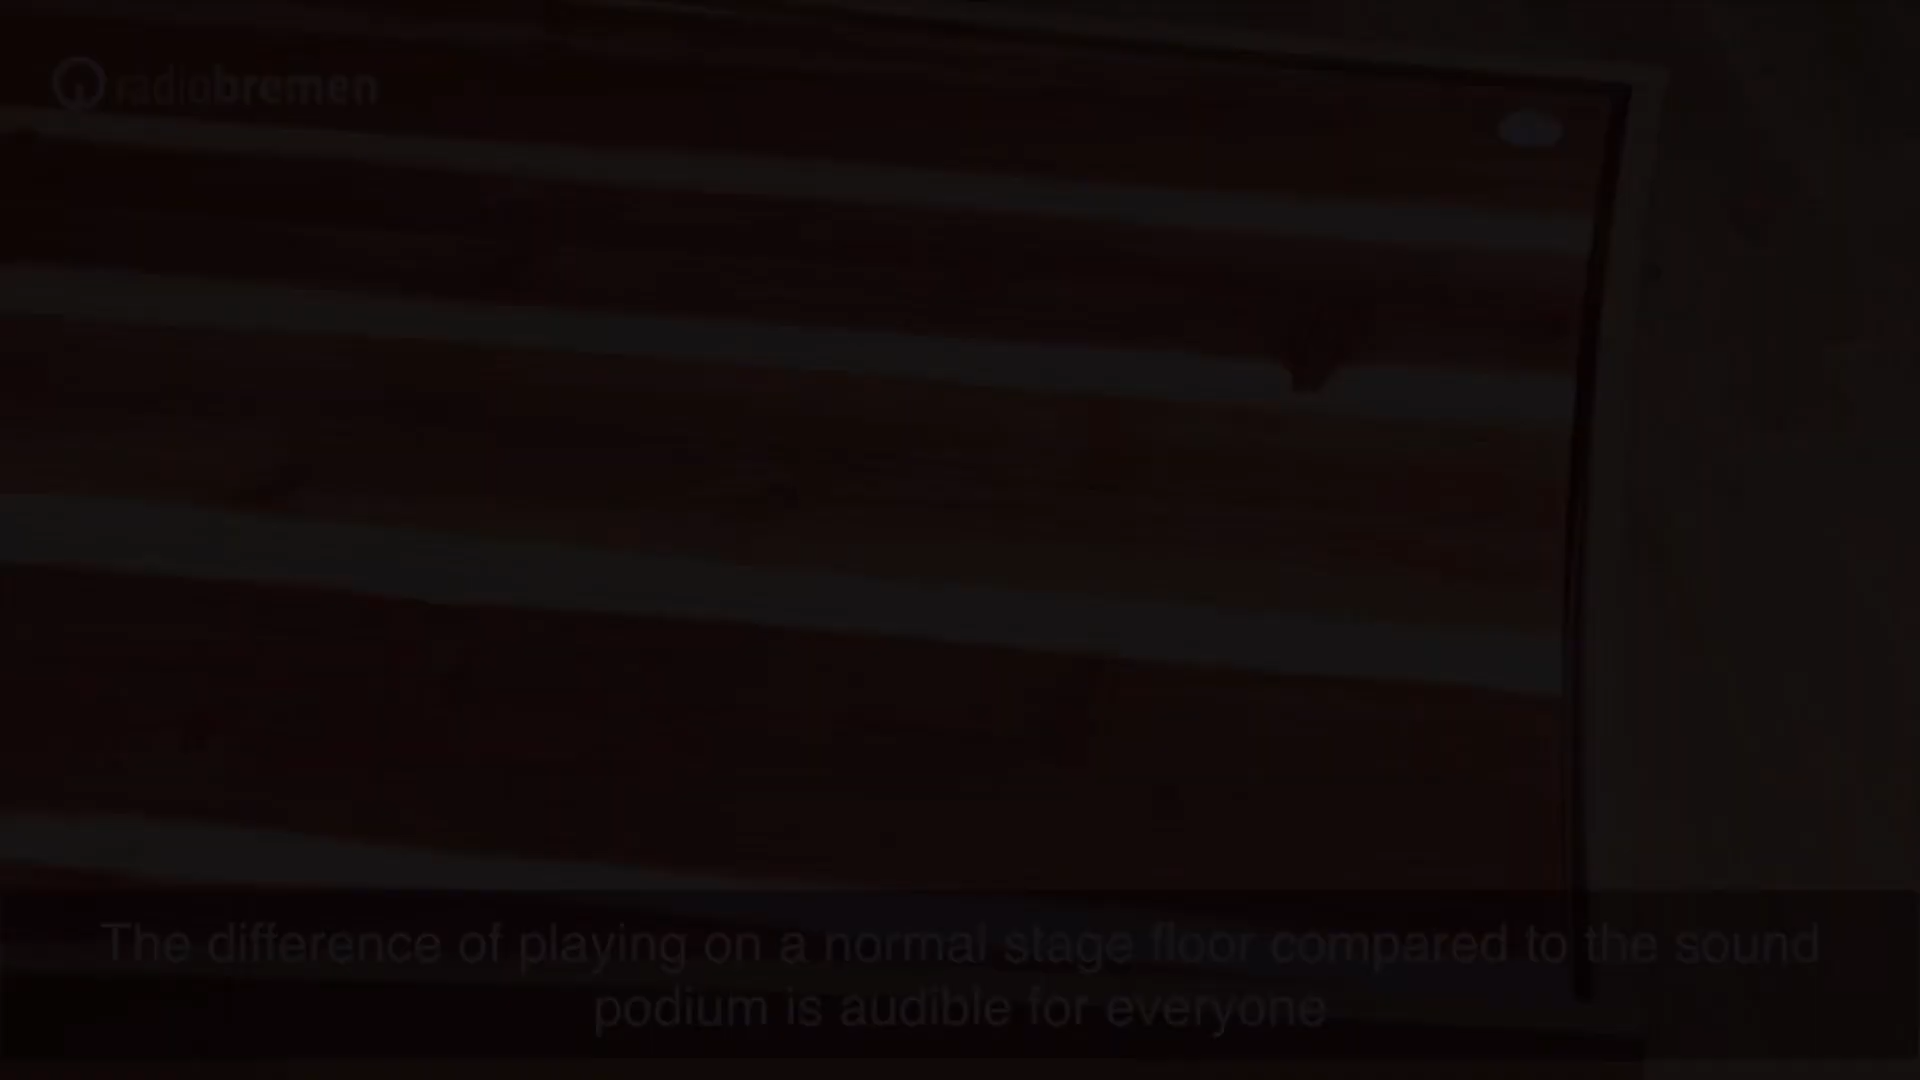 radiobremen
The difference of playing on a normal stage floor compared to the sound
podium is audible for everyone